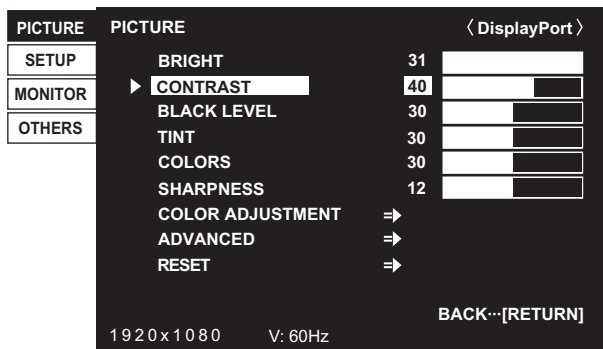 PICTURE
SETUP
MONITOR
OTHERS
PICTURE 〈DisplayPort〉
BRIGHT 31
CONTRAST 40
BLACK LEVEL 30
TINT 30
COLORS 30
SHARPNESS 12
COLOR ADJUSTMENT
ADVANCED
RESET
BACK···[RETURN]
1920x1080 V: 60Hz